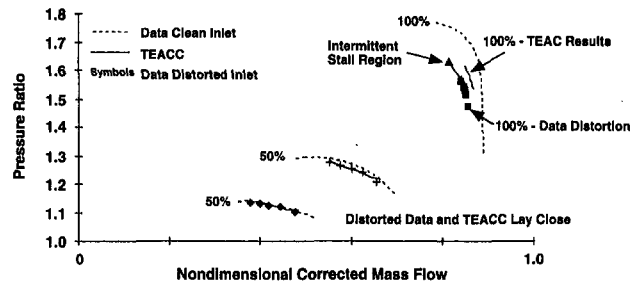 1.8
1.7
1.6
1.5
1.4
1.3
1.2
1.1
1.0
Pressure Ratio
Data Clean Inlet
TEACC
Symbols Data Distorted Inlet
100%
Intermittent
Stall Region
100% - TEAC Results
100% - Data Distortion
50%
50%
Distorted Data and TEACC Lay Close
0
1.0
Nondimensional Corrected Mass Flow